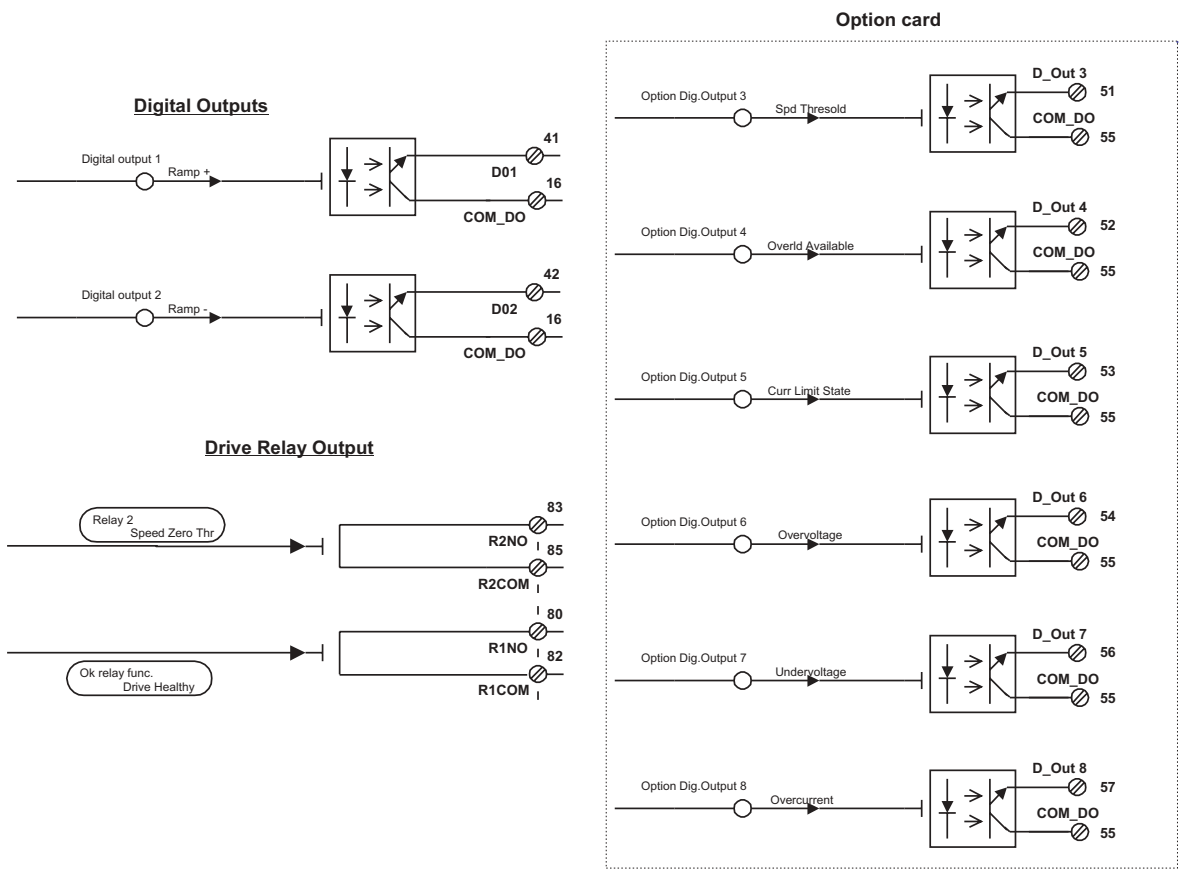 Digital Outputs
Digital output 1
Ramp +
41
D01
16
COM_DO
Digital output 2
Ramp -
42
D02
16
COM_DO
Drive Relay Output
Relay 2
Speed Zero Thr
83
R2NO
85
R2COM
Ok relay func.
Drive Healthy
80
R1NO
82
R1COM
Option card
Option Dig.Output 3
Spd Thresold
D_Out 3
51
COM_DO
55
Option Dig.Output 4
Overld Available
D_Out 4
52
COM_DO
55
Option Dig.Output 5
Curr Limit State
D_Out 5
53
COM_DO
55
Option Dig.Output 6
Overvoltage
D_Out 6
54
COM_DO
55
Option Dig.Output 7
Undervoltage
D_Out 7
56
COM_DO
55
Option Dig.Output 8
Overcurrent
D_Out 8
57
COM_DO
55